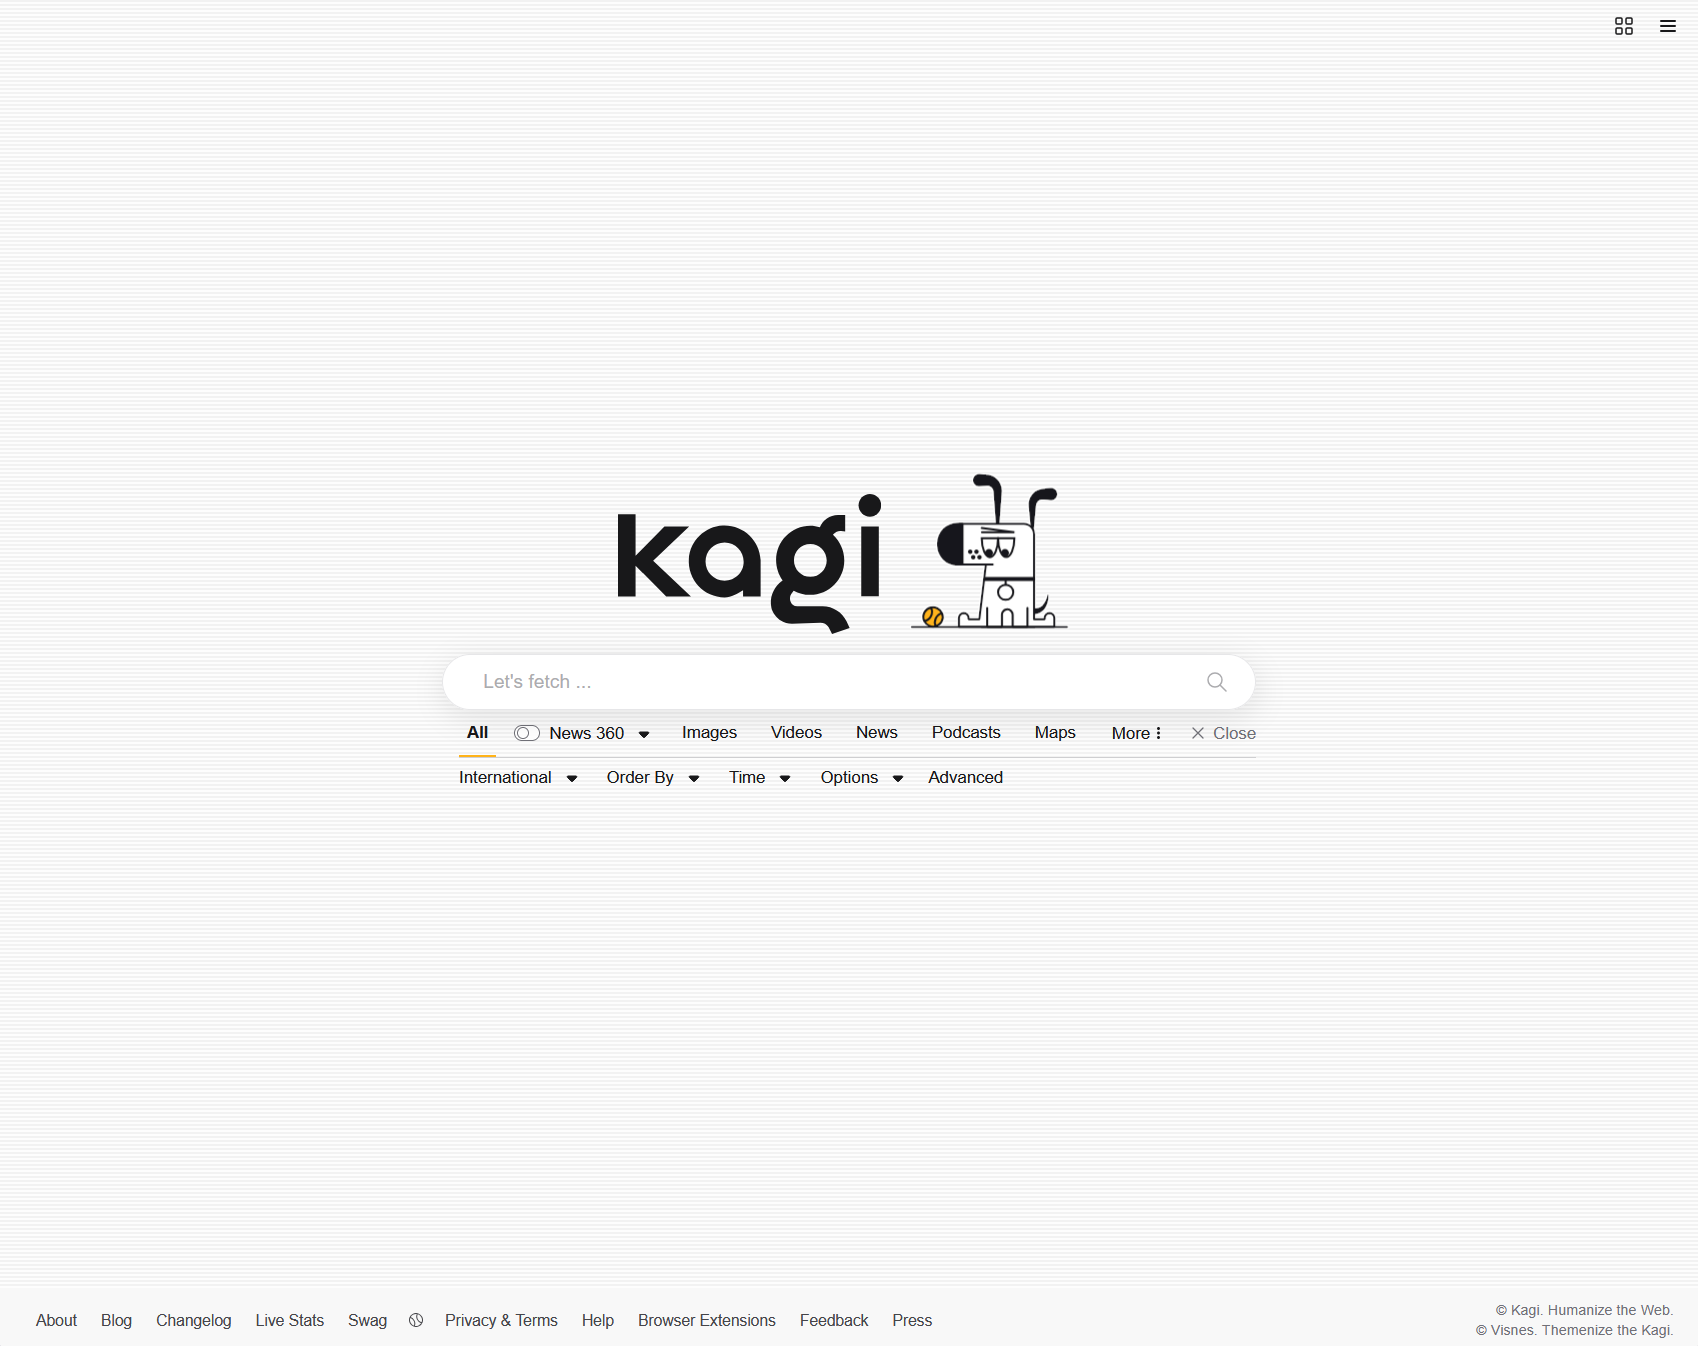 kagi
Let's fetch ...
All News 360 Images Videos News Podcasts Maps More Close
International Order By Time Options Advanced
About Blog Changelog Live Stats Swag Privacy & Terms Help Browser Extensions Feedback Press
© Kagi. Humanize the Web.
© Visnes. Themenize the Kagi.